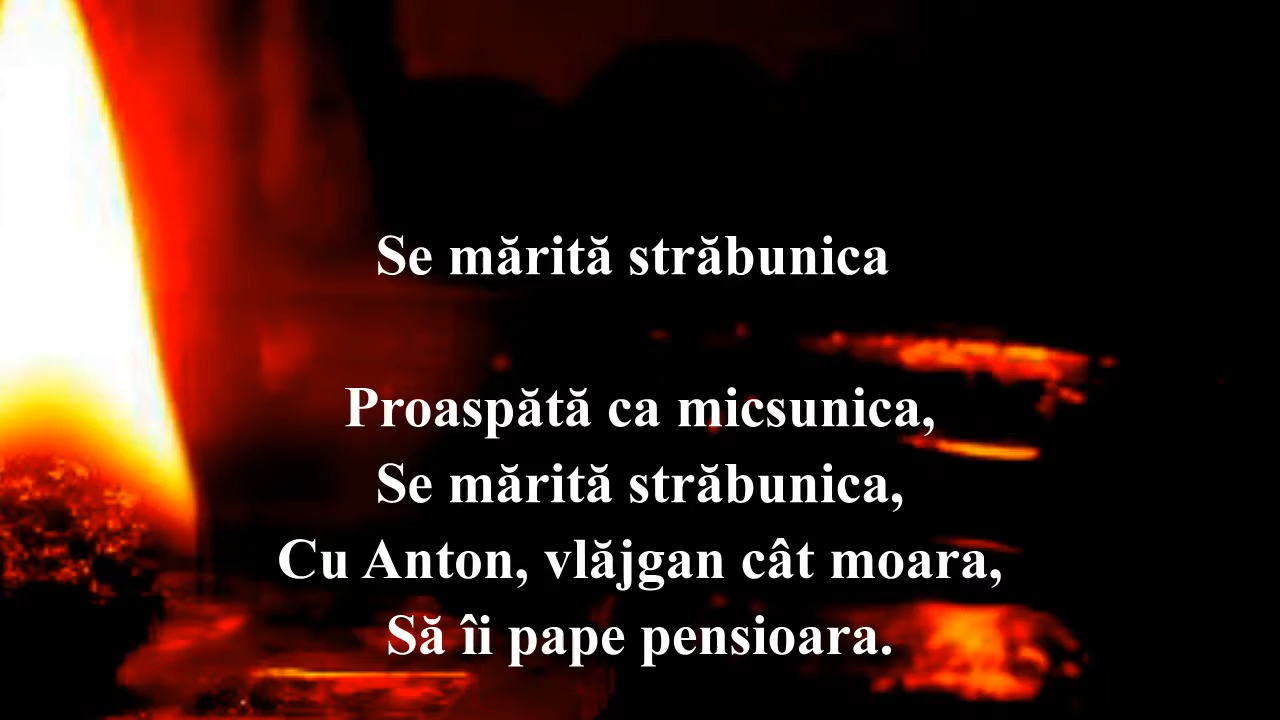 Se mărită străbunica
Proaspătă ca micsunica,
Se mărită străbunica,
Cu Anton, vlăjgan cât moara,
Să îi pape pensioara.